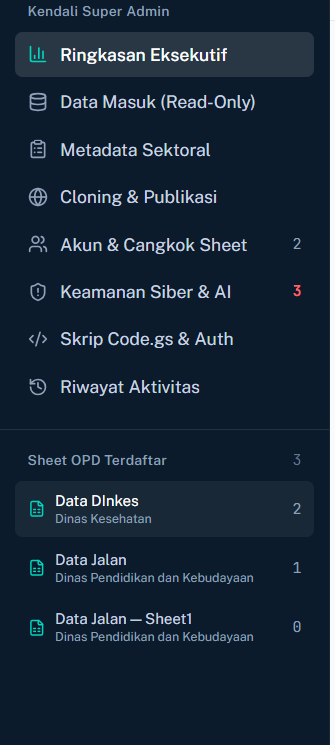 Kendali Super Admin
Ringkasan Eksekutif
Data Masuk (Read-Only)
Metadata Sektoral
Cloning & Publikasi
Akun & Cangkok Sheet 2
Keamanan Siber & AI 3
Skrip Code.gs & Auth
Riwayat Aktivitas
Sheet OPD Terdaftar 3
Data DInkes
Dinas Kesehatan 2
Data Jalan
Dinas Pendidikan dan Kebudayaan 1
Data Jalan — Sheet1
Dinas Pendidikan dan Kebudayaan 0